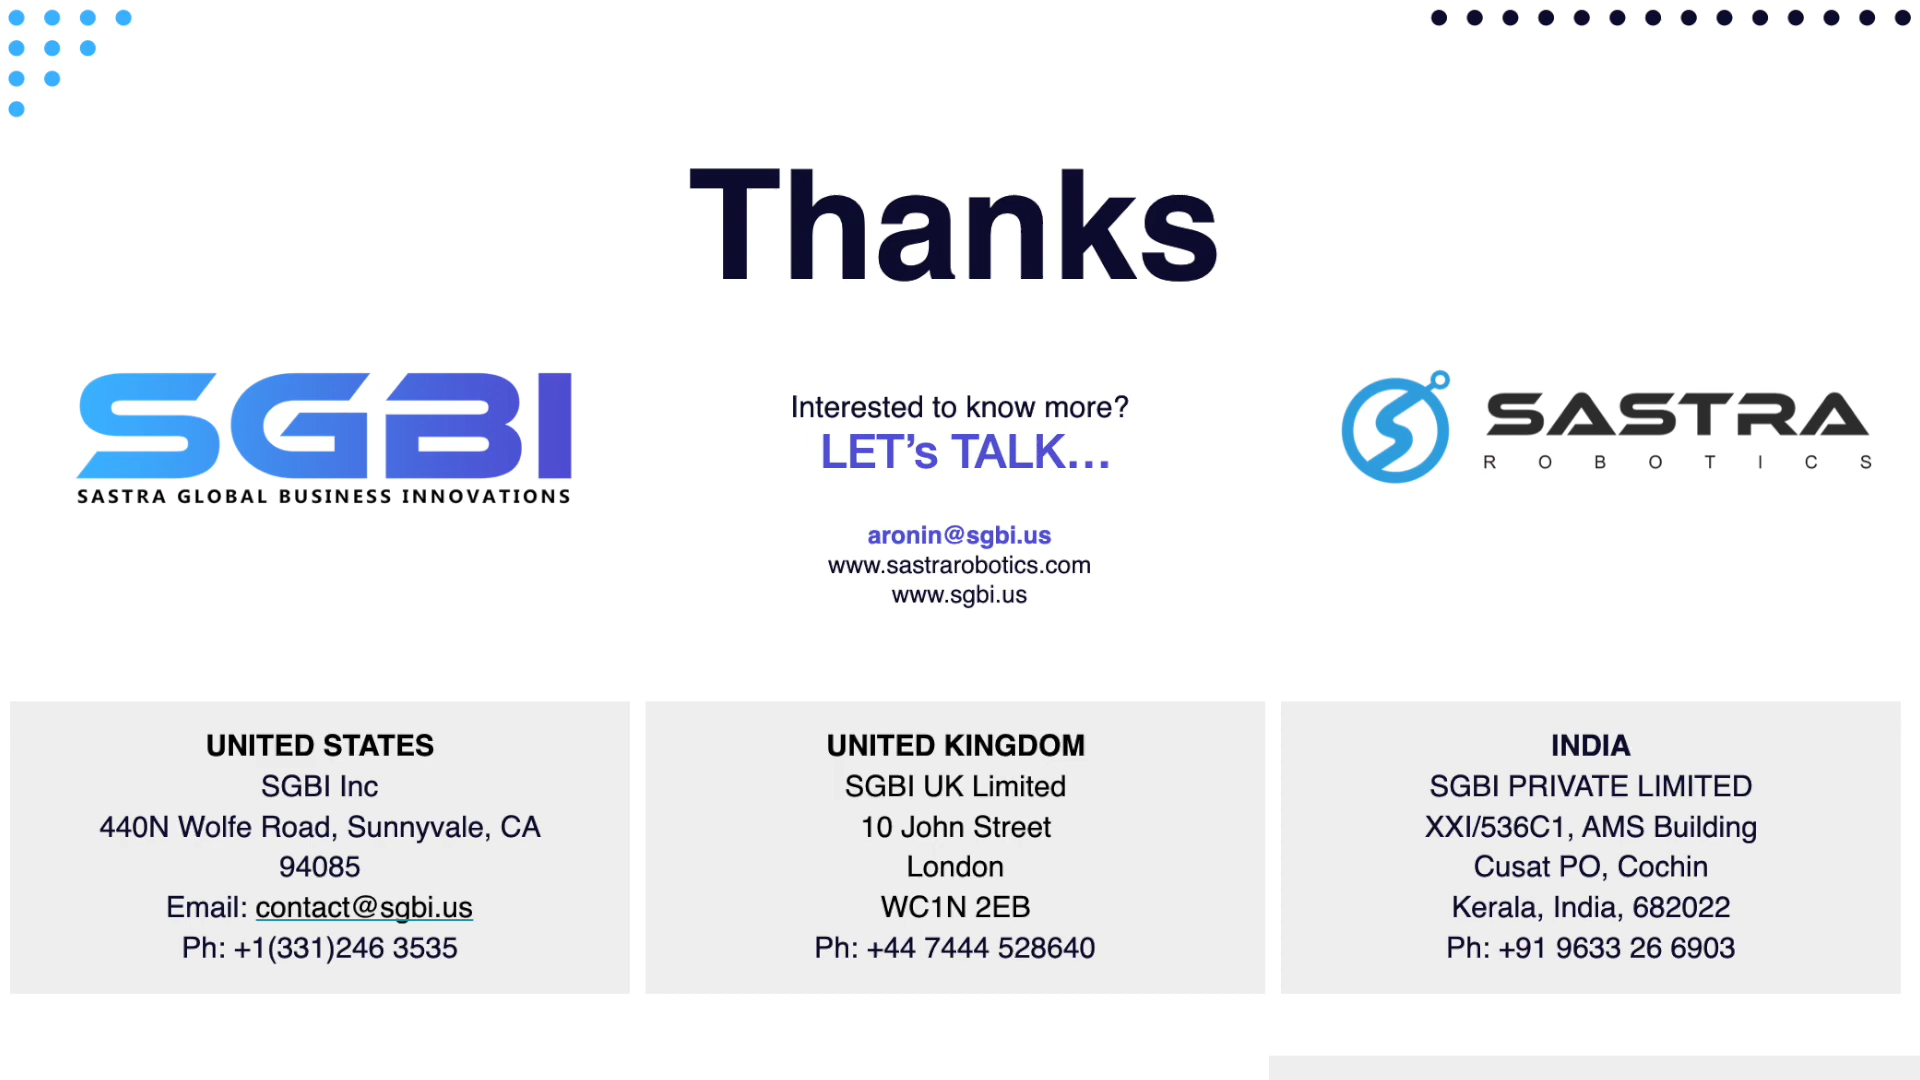 Thanks
SGBI
SASTRA GLOBAL BUSINESS INNOVATIONS
Interested to know more?
LET’s TALK...
SASTRA
ROBOTICS
aronin@sgbi.us
www.sastrarobotics.com
www.sgbi.us
UNITED STATES
SGBI Inc
440N Wolfe Road, Sunnyvale, CA
94085
Email: contact@sgbi.us
Ph: +1(331)246 3535
UNITED KINGDOM
SGBI UK Limited
10 John Street
London
WC1N 2EB
Ph: +44 7444 528640
INDIA
SGBI PRIVATE LIMITED
XXI/536C1, AMS Building
Cusat PO, Cochin
Kerala, India, 682022
Ph: +91 9633 26 6903